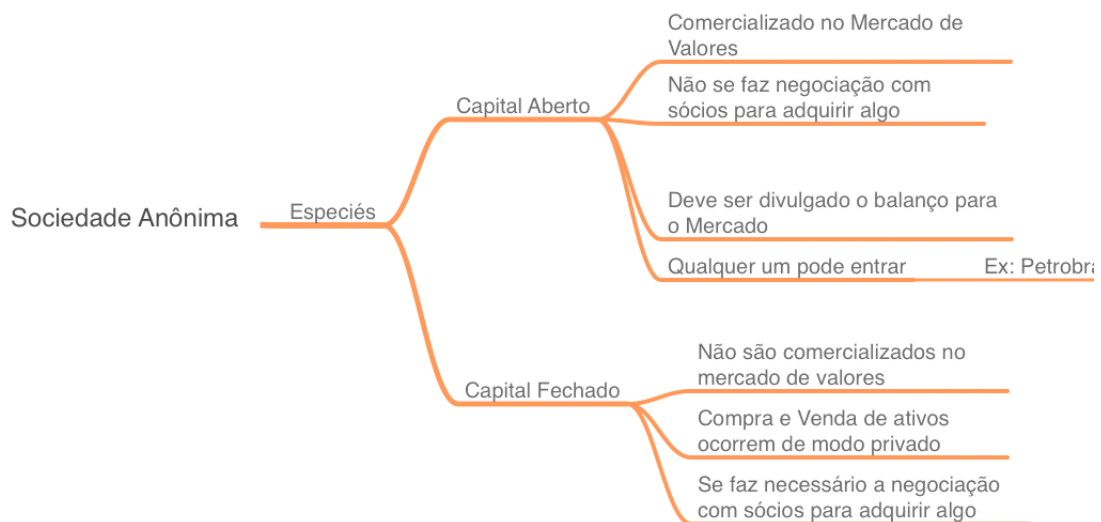 Sociedade Anônima
Especiés
Capital Aberto
Comercializado no Mercado de
Valores
Não se faz negociação com
sócios para adquirir algo
Deve ser divulgado o balanço para
o Mercado
Qualquer um pode entrar
Ex: Petrobra
Capital Fechado
Não são comercializados no
mercado de valores
Compra e Venda de ativos
ocorrem de modo privado
Se faz necessário a negociação
com sócios para adquirir algo